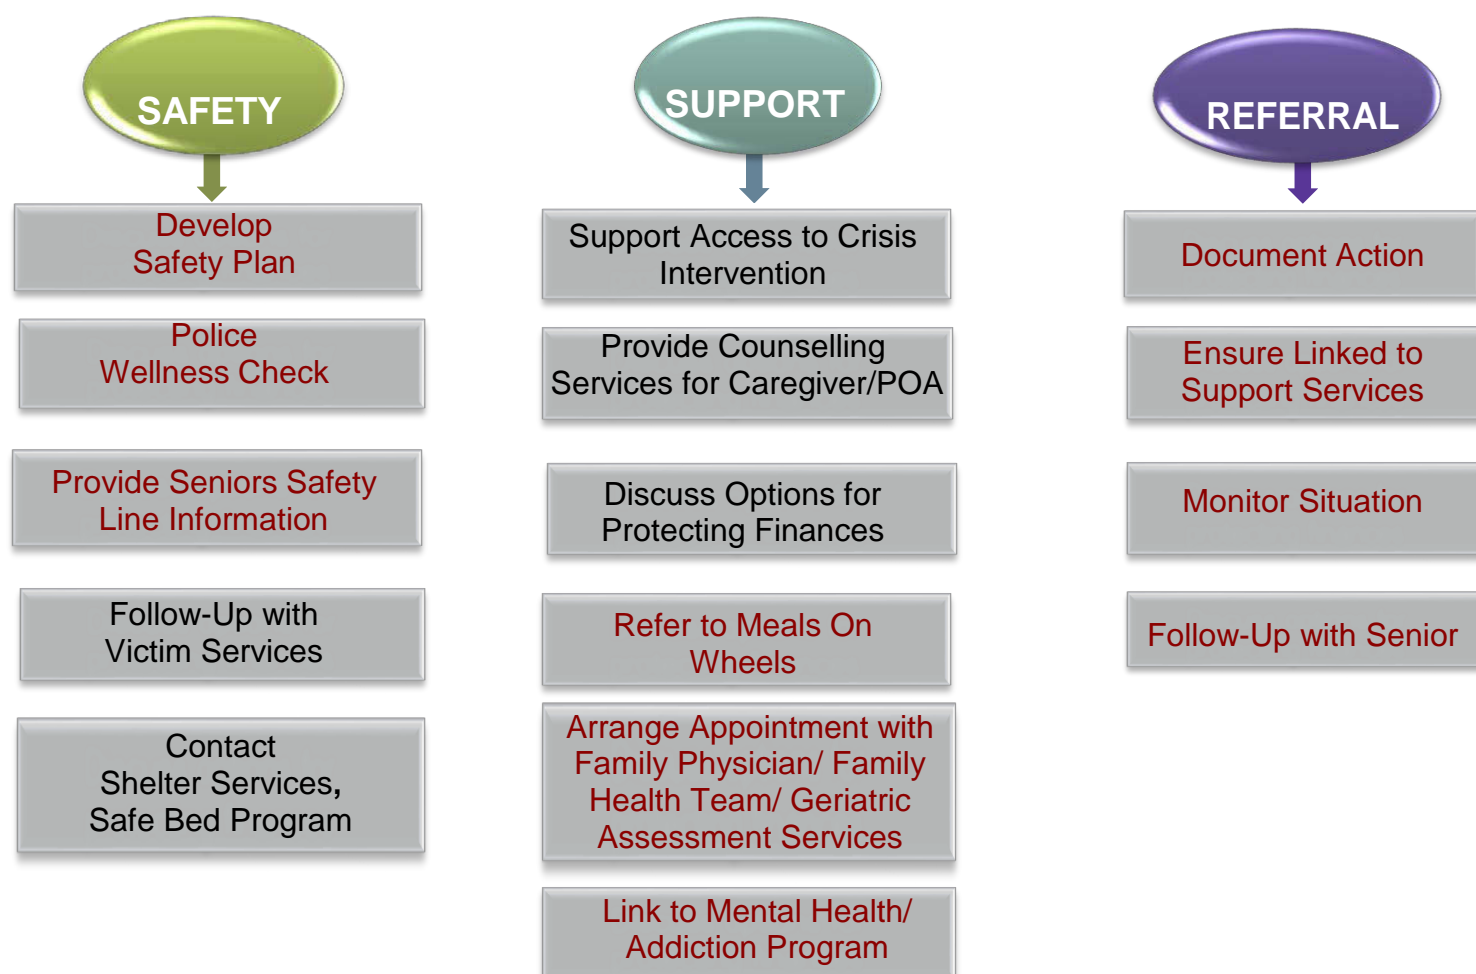 SAFETY
Develop
Safety Plan
Police
Wellness Check
Provide Seniors Safety
Line Information
Follow-Up with
Victim Services
Contact
Shelter Services,
Safe Bed Program
SUPPORT
Support Access to Crisis
Intervention
Provide Counselling
Services for Caregiver/POA
Discuss Options for
Protecting Finances
Refer to Meals On
Wheels
Arrange Appointment with
Family Physician/ Family
Health Team/ Geriatric
Assessment Services
Link to Mental Health/
Addiction Program
REFERRAL
Document Action
Ensure Linked to
Support Services
Monitor Situation
Follow-Up with Senior